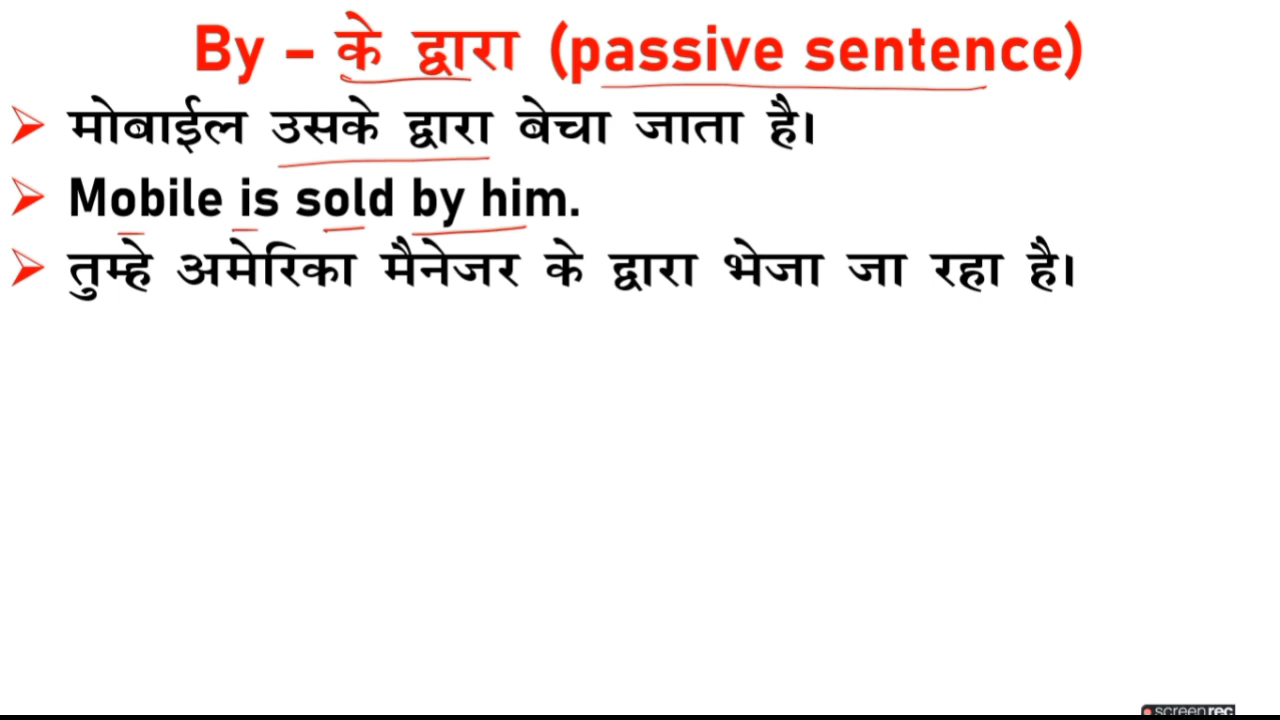 By – के द्वारा (passive sentence)
मोबाईल उसके द्वारा बेचा जाता है।
Mobile is sold by him.
तुम्हे अमेरिका मैनेजर के द्वारा भेजा जा रहा है।
screenrec